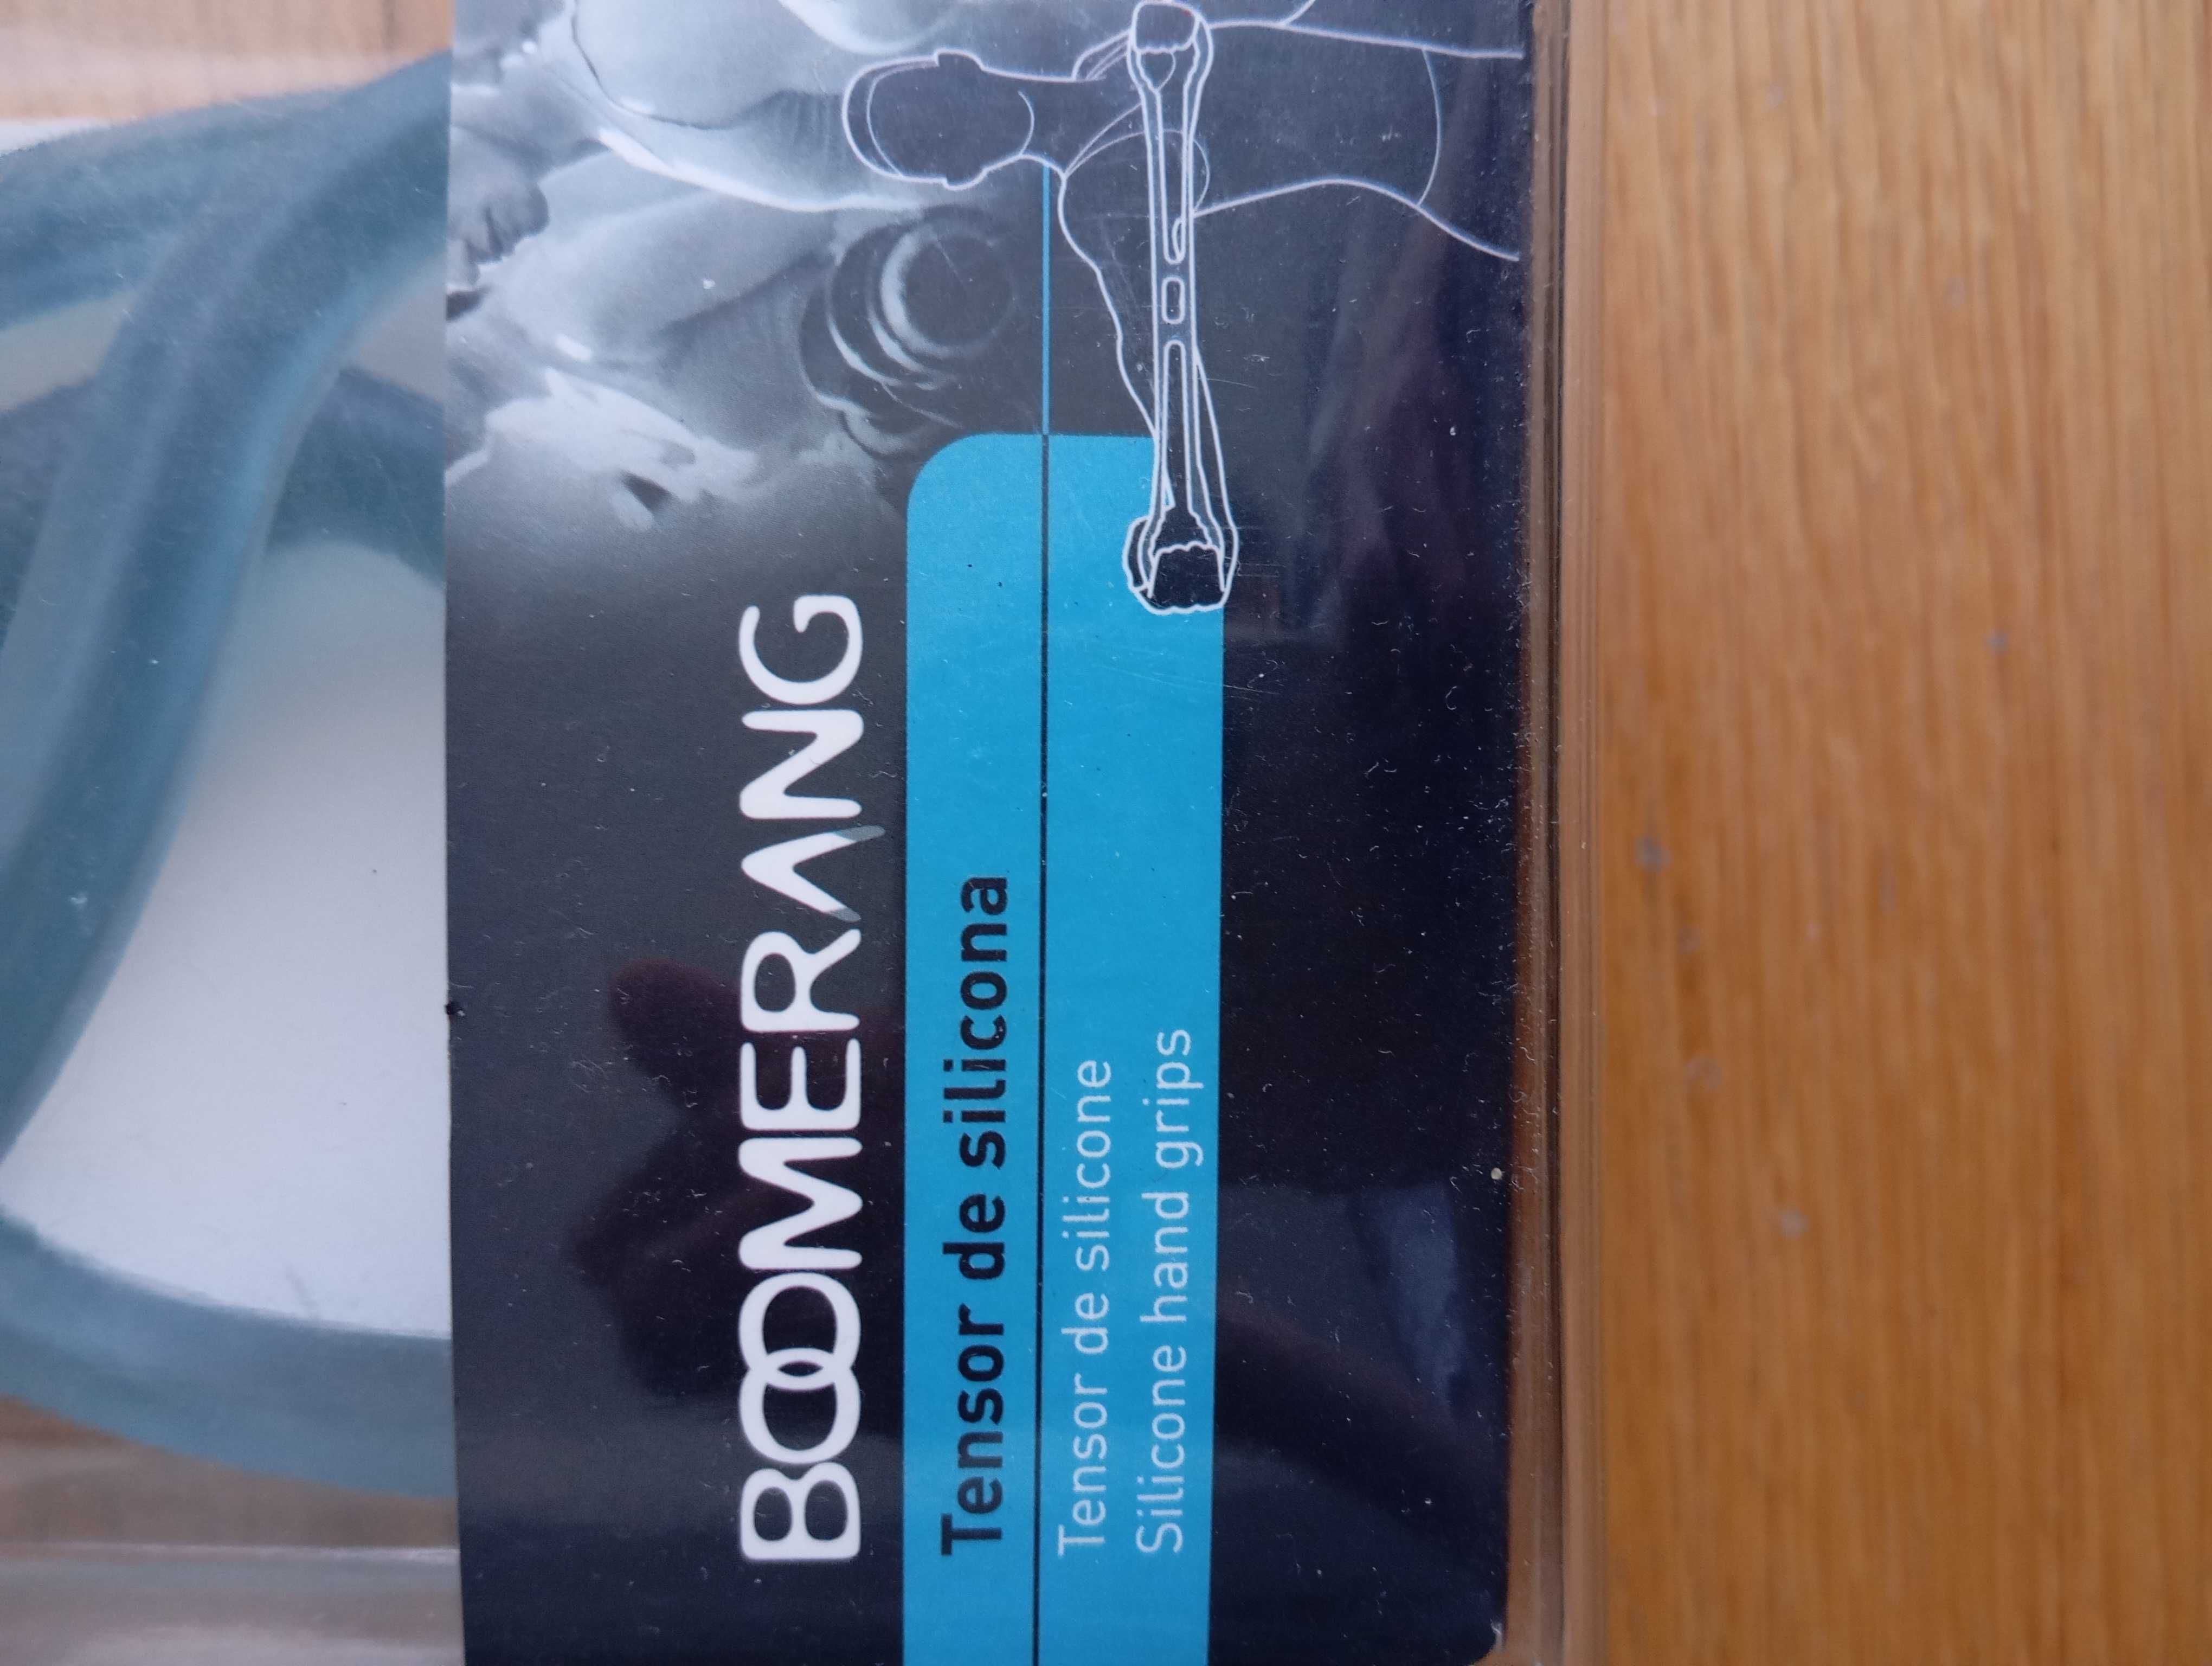 BOOMERANG
Tensor de silicona
Tensor de silicone
Silicone hand grips